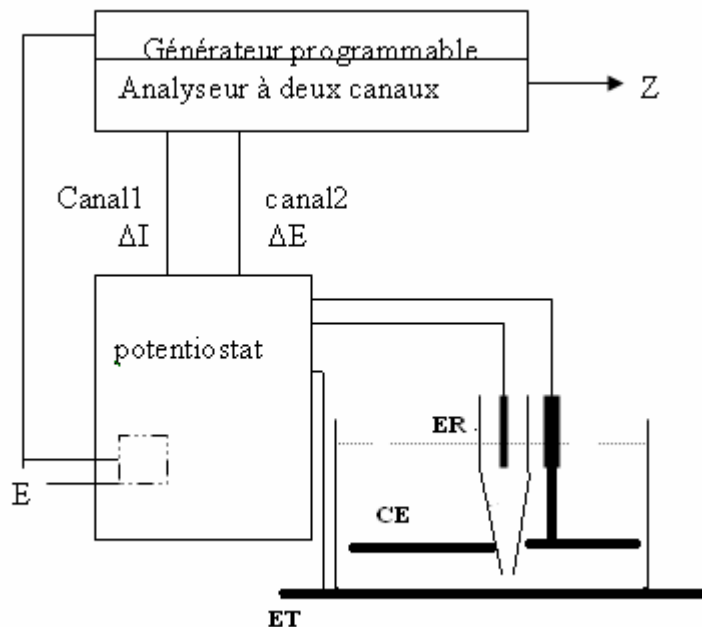 Générateur programmable
Analyseur à deux canaux
Z
Canal1
canal2
ΔI
ΔE
potentiostat
ER
E
CE
ET